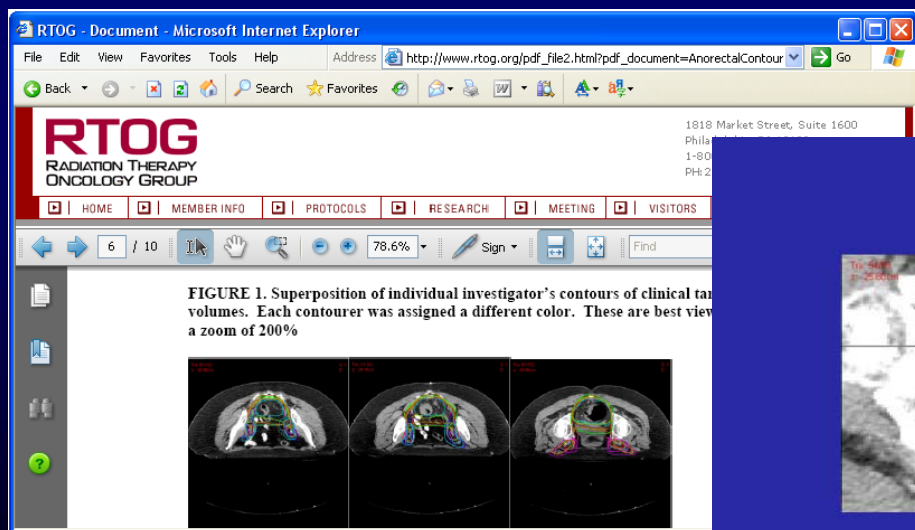 RTOG - Document - Microsoft Internet Explorer
File Edit View Favorites Tools Help Address http://www.rtog.org/pdf_file2.html?pdf_document=AnorectalContour Go
Back Search Favorites
RTOG
RADIATION THERAPY
ONCOLOGY GROUP
1818 Market Street, Suite 1600
HOME MEMBER INFO PROTOCOLS RESEARCH MEETING VISITORS
6 / 10 78.6% Sign Find
FIGURE 1. Superposition of individual investigator's contours of clinical
volumes. Each contourer was assigned a different color. These are best
a zoom of 200%